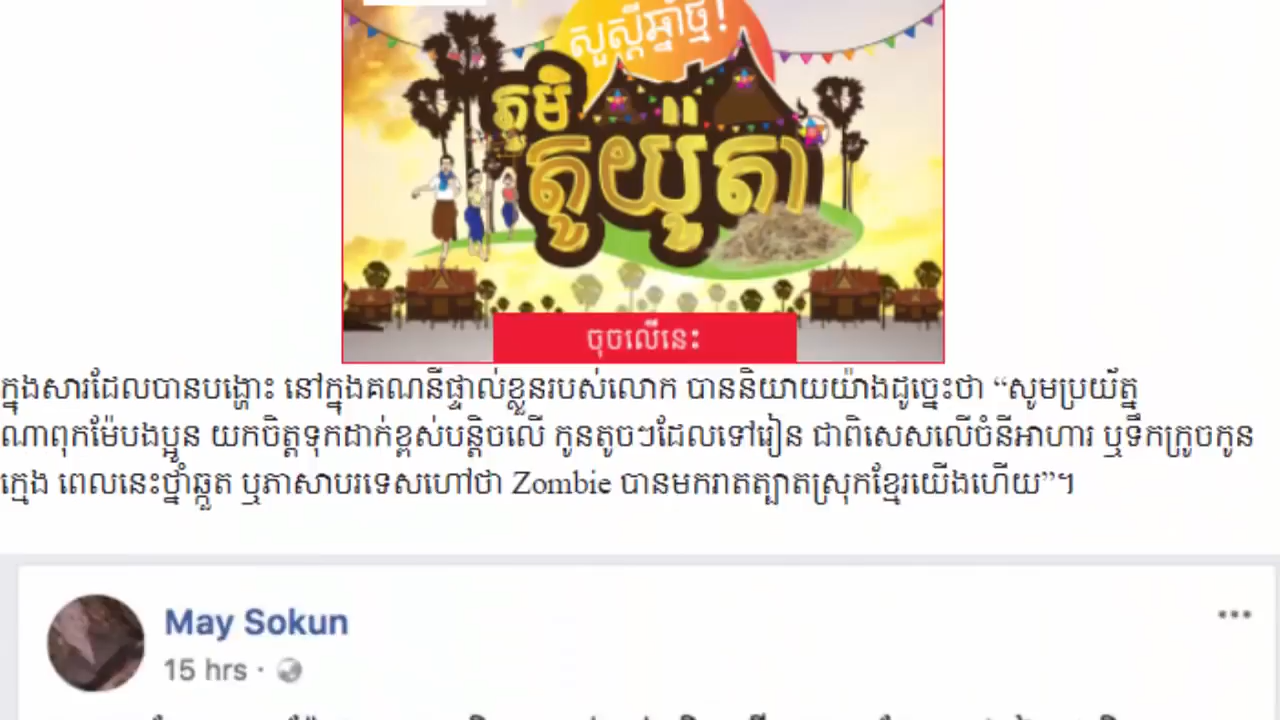 សួស្តីឆ្នាំថ្មី!
ភូមិ
តូយ៉ូតា
ចុចលើនេះ
ក្នុងសារដែលបានបង្ហោះ នៅក្នុងគណនីផ្ទាល់ខ្លួនរបស់លោក បាននិយាយយ៉ាងដូច្នេះថា “សូមប្រយ័ត្ន
ណាពុកម៉ែបងប្អូន យកចិត្តទុកដាក់ខ្ពស់បន្តិចលើ កូនតូចៗដែលទៅរៀន ជាពិសេសលើចំនីអាហារ ឬទឹកក្រូចកូន
ក្មេង ពេលនេះថ្នាំឆ្កួត ឬភាសាបរទេសហៅថា Zombie បានមករាតត្បាតស្រុកខ្មែរយើងហើយ”។
May Sokun
15 hrs ·